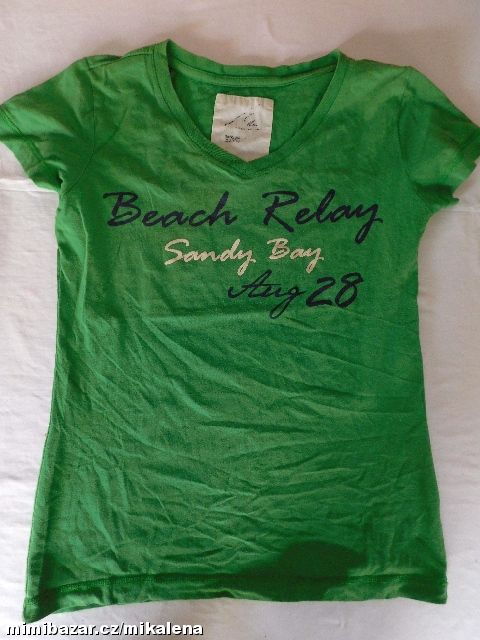 Beach Relay
Sandy Bay
Aug 28
mimibazar.cz/mikalena